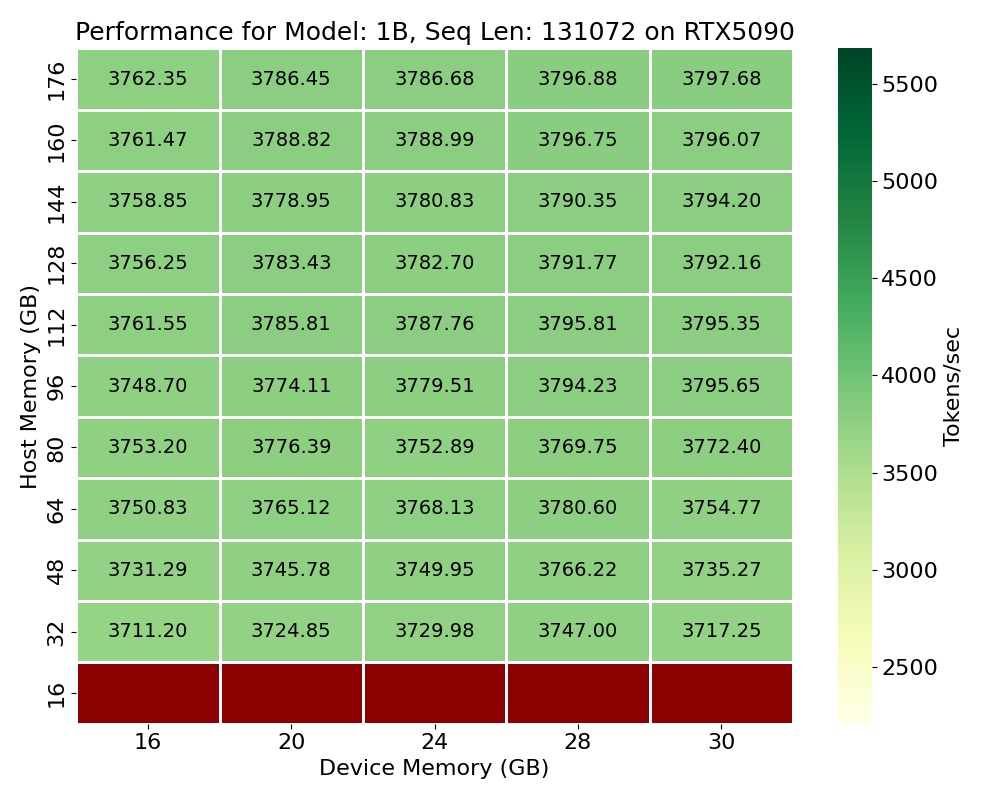 Performance for Model: 1B, Seq Len: 131072 on RTX5090
176 3762.35 3786.45 3786.68 3796.88 3797.68
160 3761.47 3788.82 3788.99 3796.75 3796.07
144 3758.85 3778.95 3780.83 3790.35 3794.20
128 3756.25 3783.43 3782.70 3791.77 3792.16
112 3761.55 3785.81 3787.76 3795.81 3795.35
96 3748.70 3774.11 3779.51 3794.23 3795.65
80 3753.20 3776.39 3752.89 3769.75 3772.40
64 3750.83 3765.12 3768.13 3780.60 3754.77
48 3731.29 3745.78 3749.95 3766.22 3735.27
32 3711.20 3724.85 3729.98 3747.00 3717.25
16
16 20 24 28 30
Device Memory (GB)
Host Memory (GB)
5500
5000
4500
4000
3500
3000
2500
Tokens/sec